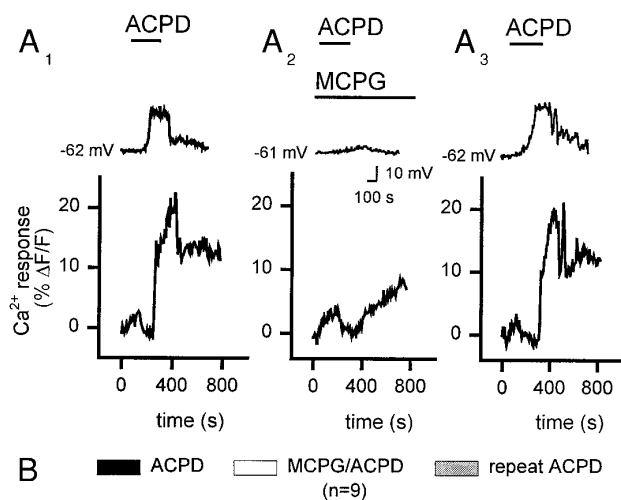 A1 ACPD
A2 ACPD
A3 ACPD
MCPG
-62 mV
-61 mV
-62 mV
10 mV
100 s
Ca2+ response
(% ΔF/F)
20
10
0
20
10
0
20
10
0
0 400 800
0 400 800
0 400 800
time (s)
time (s)
time (s)
B ACPD MCPG/ACPD repeat ACPD
(n=9)